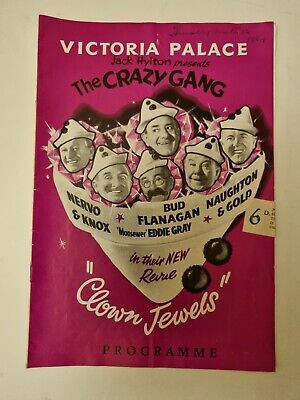 VICTORIA PALACE
Jack Hylton presents
The CRAZY GANG
NERVO & KNOX
BUD FLANAGAN
"Monsewer" EDDIE GRAY
NAUGHTON & GOLD
6
D.
in their NEW
Revue
"Clown Jewels"
PROGRAMME